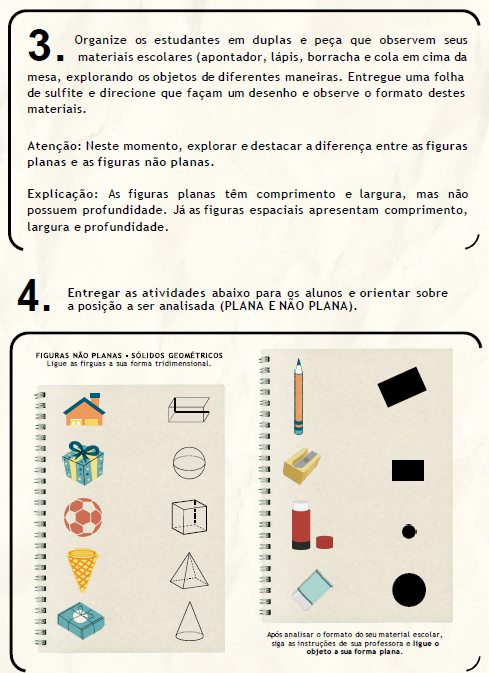 3. Organize os estudantes em duplas e peça que observem seus
materiais escolares (apontador, lápis, borracha e cola em cima da
mesa, explorando os objetos de diferentes maneiras. Entregue uma folha
de sulfite e direcione que façam um desenho e observe o formato destes
materiais.
Atenção: Neste momento, explorar e destacar a diferença entre as figuras
planas e as figuras não planas.
Explicação: As figuras planas têm comprimento e largura, mas não
possuem profundidade. Já as figuras espaciais apresentam comprimento,
largura e profundidade.
4. Entregar as atividades abaixo para os alunos e orientar sobre
a posição a ser analisada (PLANA E NÃO PLANA).
FIGURAS NÃO PLANAS • SÓLIDOS GEOMÉTRICOS
Ligue as firguas a sua forma tridimensional.
Após analisar o formato do seu material escolar,
siga as instruções de sua professora e ligue o
objeto a sua forma plana.